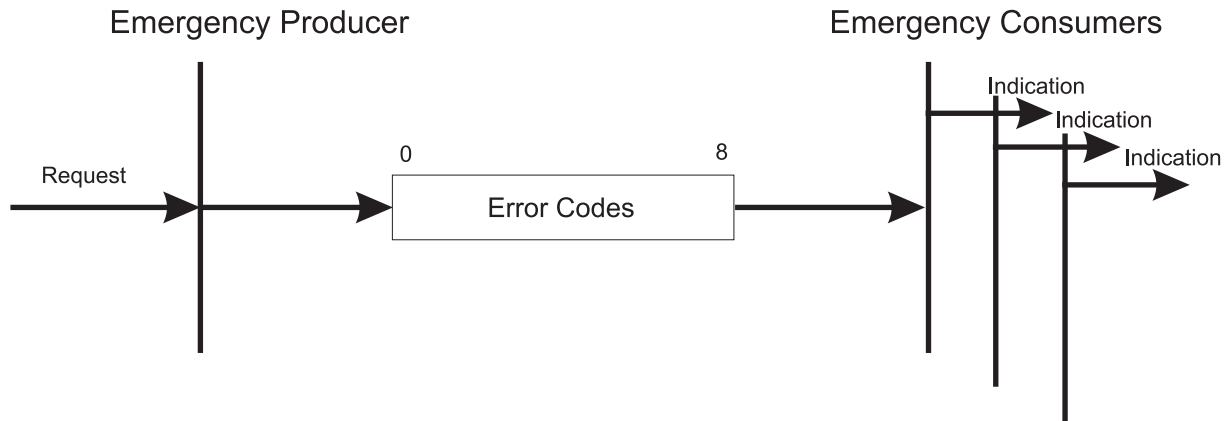 Emergency Producer
Emergency Consumers
Indication
Indication
Indication
Request
0
8
Error Codes